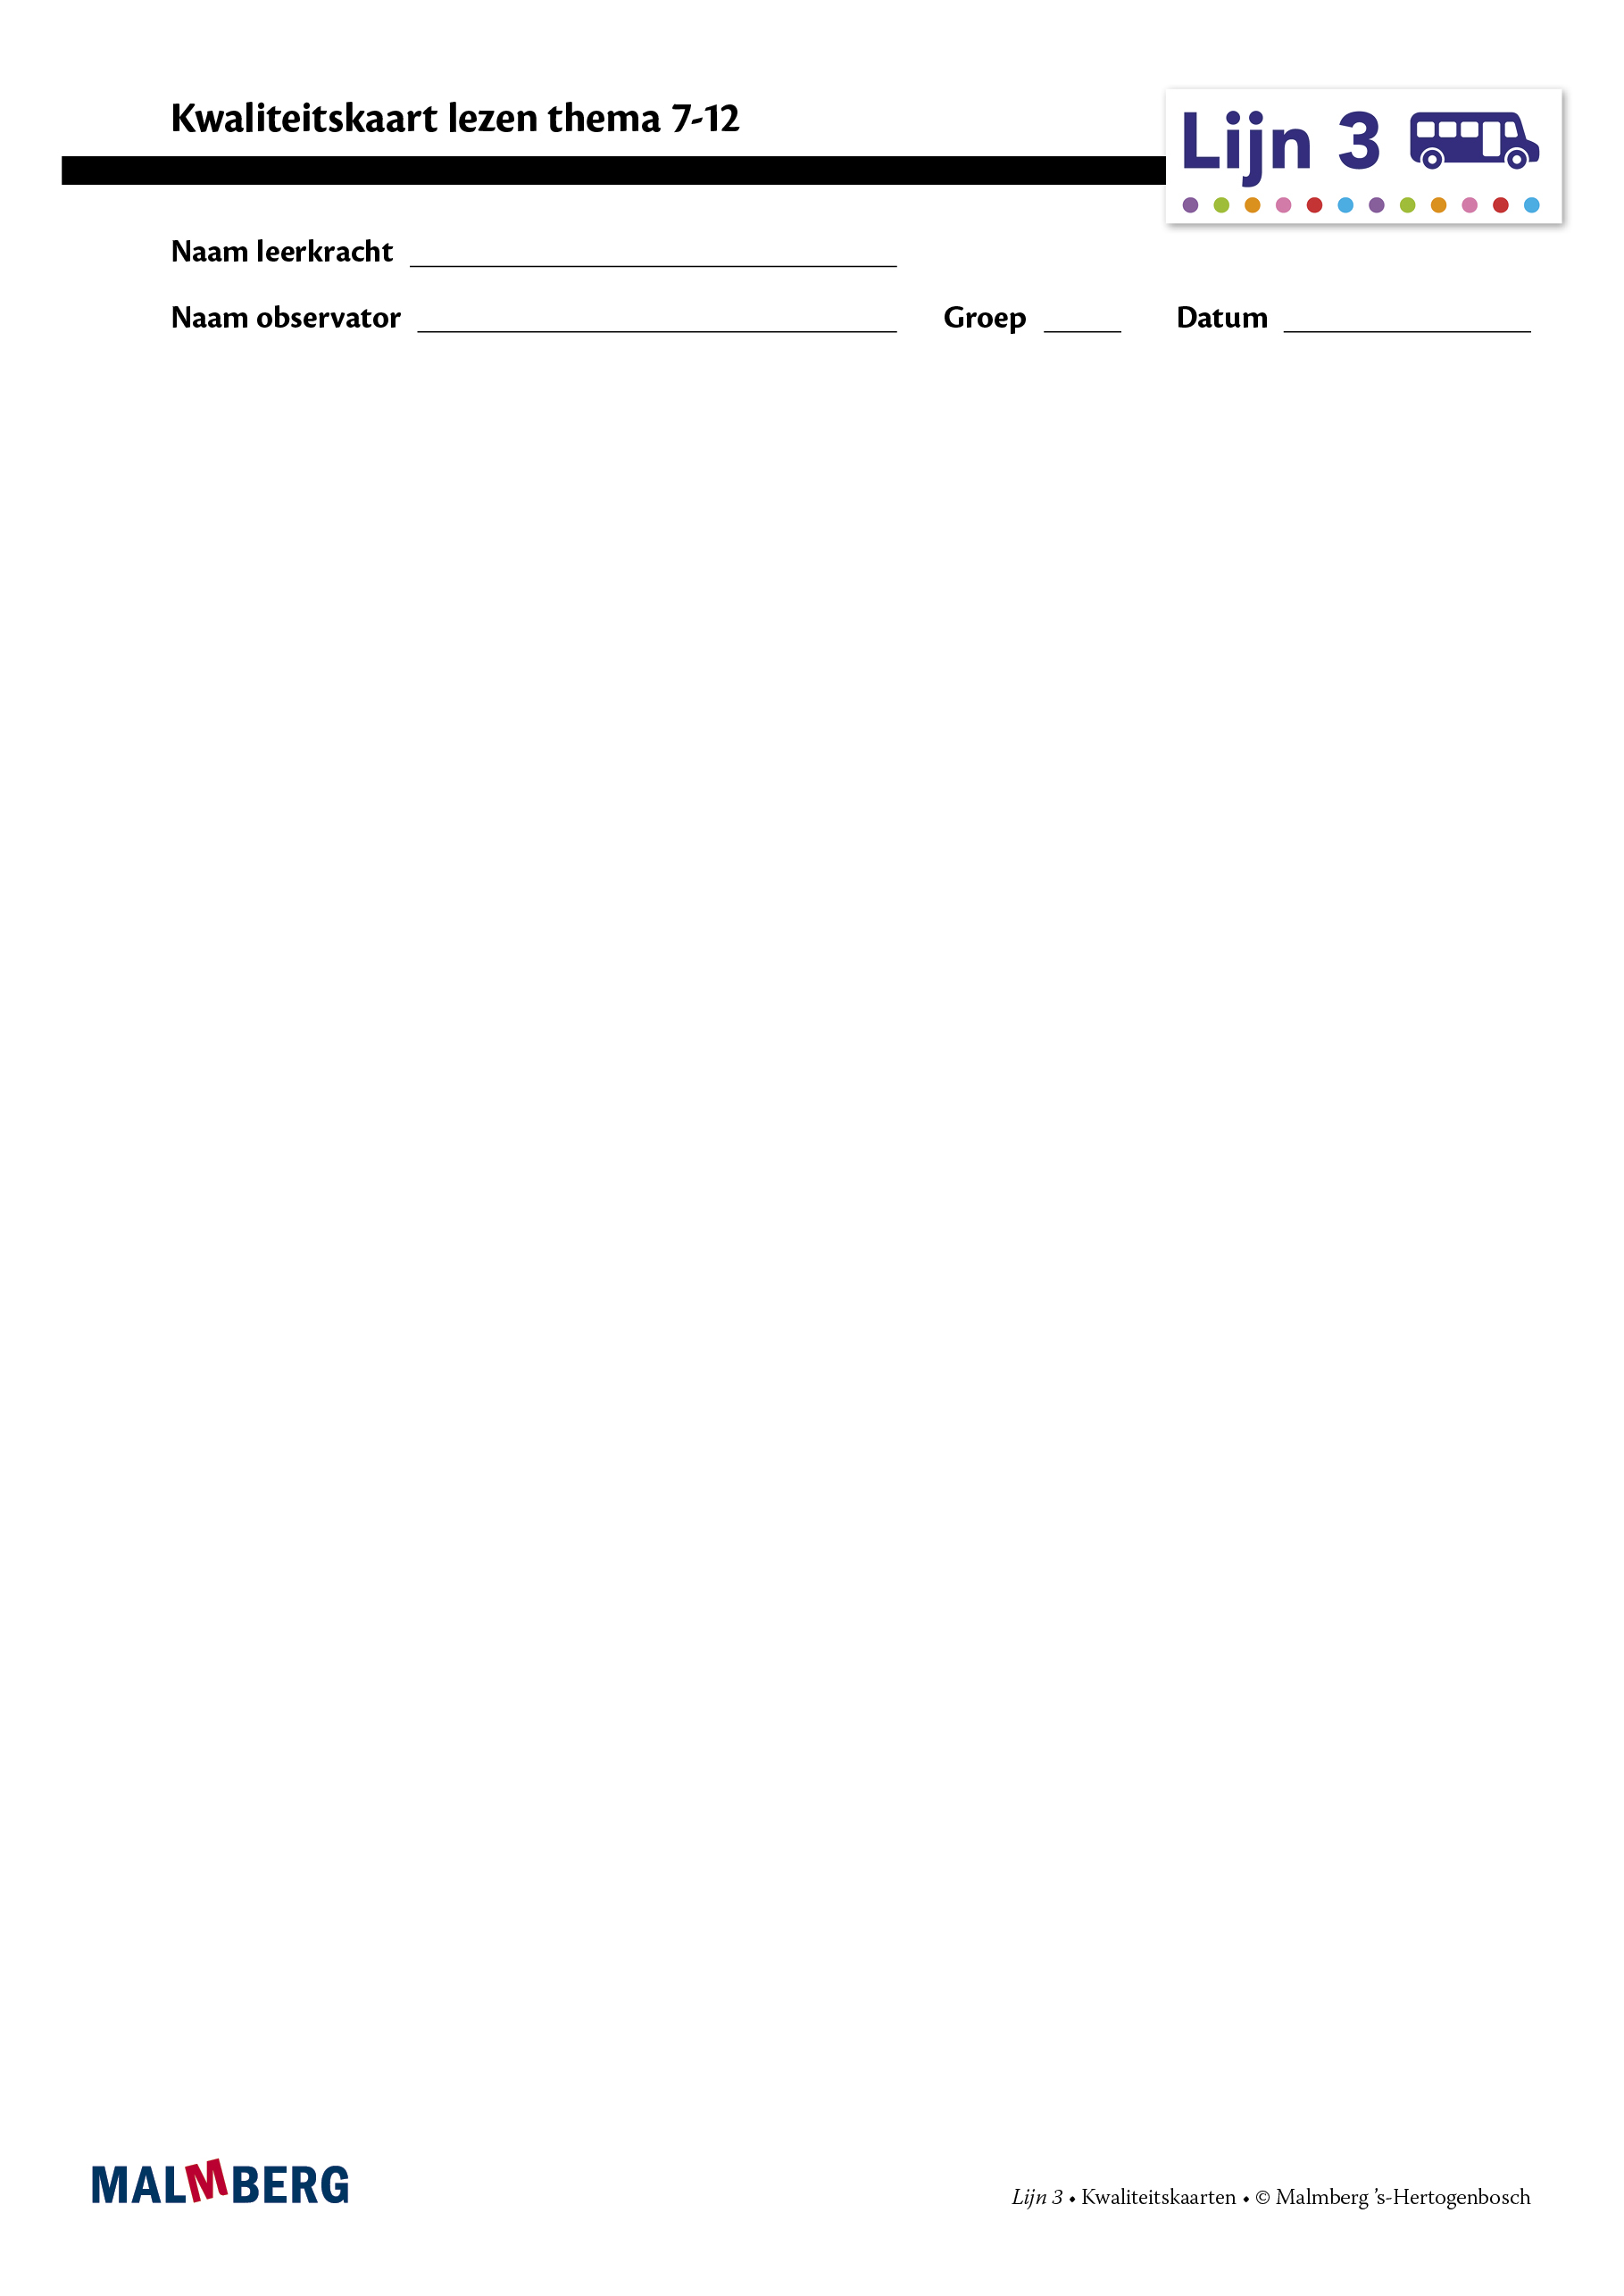 Kwaliteitskaart lezen thema 7-12
Lijn 3
Naam leerkracht
Naam observator Groep Datum
MALMBERG
Lijn 3 • Kwaliteitskaarten • © Malmberg ’s-Hertogenbosch